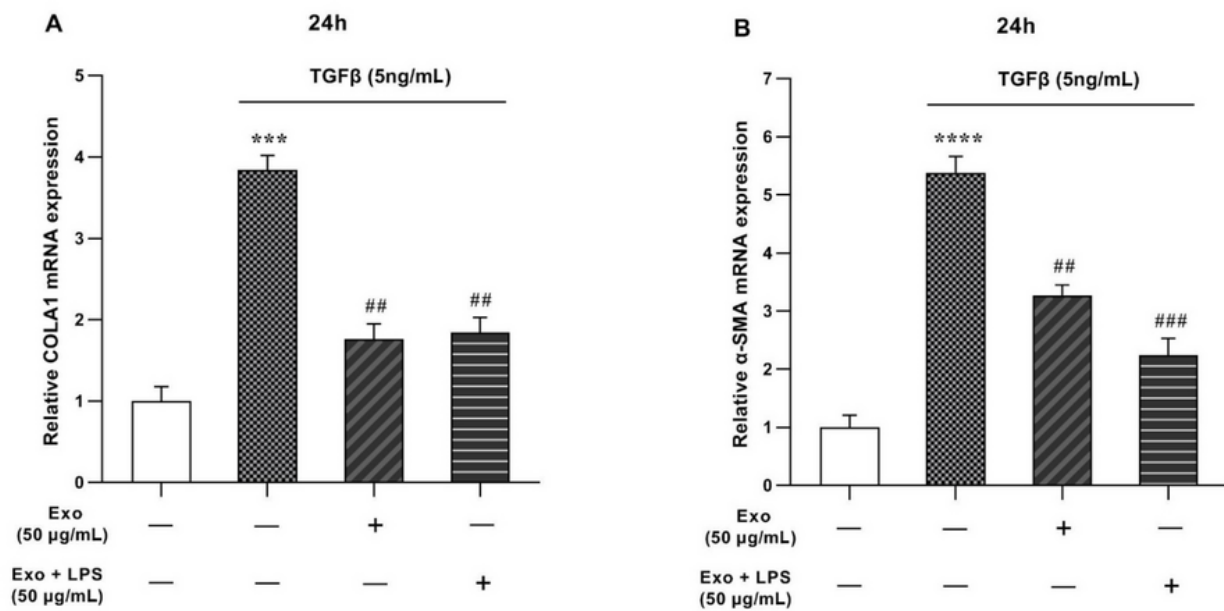 A
24h
TGFβ (5ng/mL)
Relative COLA1 mRNA expression
5
4
3
2
1
0
***
##
##
Exo
(50 µg/mL)
— — + —
Exo + LPS
(50 µg/mL)
— — — +
B
24h
TGFβ (5ng/mL)
Relative α-SMA mRNA expression
7
6
5
4
3
2
1
0
****
##
###
Exo
(50 µg/mL)
— — + —
Exo + LPS
(50 µg/mL)
— — — +